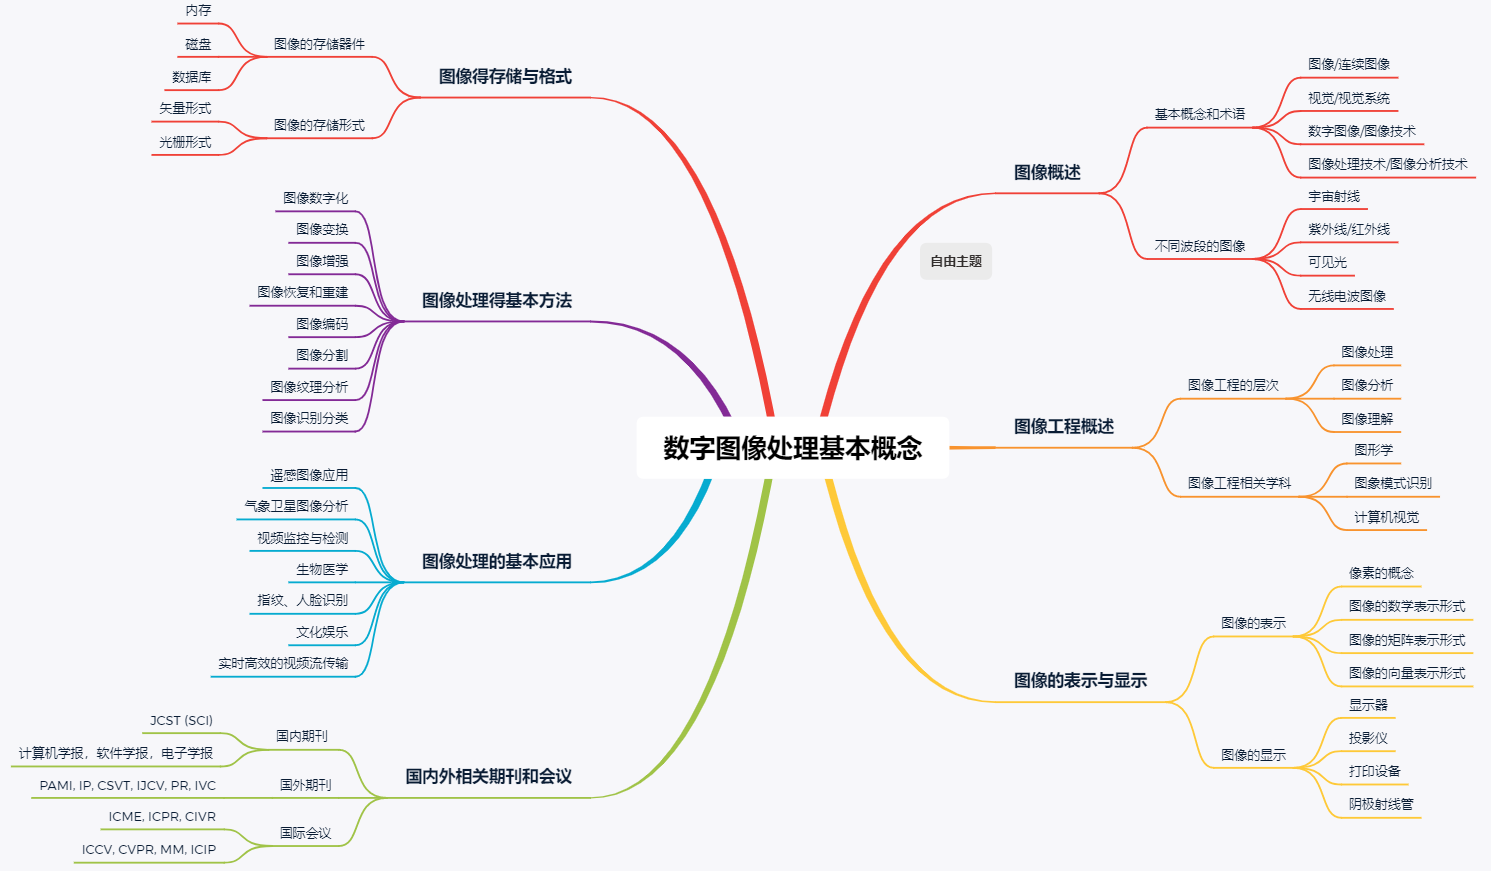 数字图像处理基本概念
图像概述
基本概念和术语
图像/连续图像
视觉/视觉系统
数字图像/图像技术
图像处理技术/图像分析技术
不同波段的图像
宇宙射线
紫外线/红外线
可见光
无线电波图像
自由主题
图像工程概述
图像工程的层次
图像处理
图像分析
图像理解
图像工程相关学科
图形学
图象模式识别
计算机视觉
图像的表示与显示
图像的表示
像素的概念
图像的数学表示形式
图像的矩阵表示形式
图像的向量表示形式
图像的显示
显示器
投影仪
打印设备
阴极射线管
图像得存储与格式
图像的存储器件
内存
磁盘
数据库
图像的存储形式
矢量形式
光栅形式
图像处理得基本方法
图像数字化
图像变换
图像增强
图像恢复和重建
图像编码
图像分割
图像纹理分析
图像识别分类
图像处理的基本应用
遥感图像应用
气象卫星图像分析
视频监控与检测
生物医学
指纹、人脸识别
文化娱乐
实时高效的视频流传输
国内外相关期刊和会议
国内期刊
JCST (SCI)
计算机学报，软件学报，电子学报
国外期刊
PAMI, IP, CSVT, IJCV, PR, IVC
国际会议
ICME, ICPR, CIVR
ICCV, CVPR, MM, ICIP